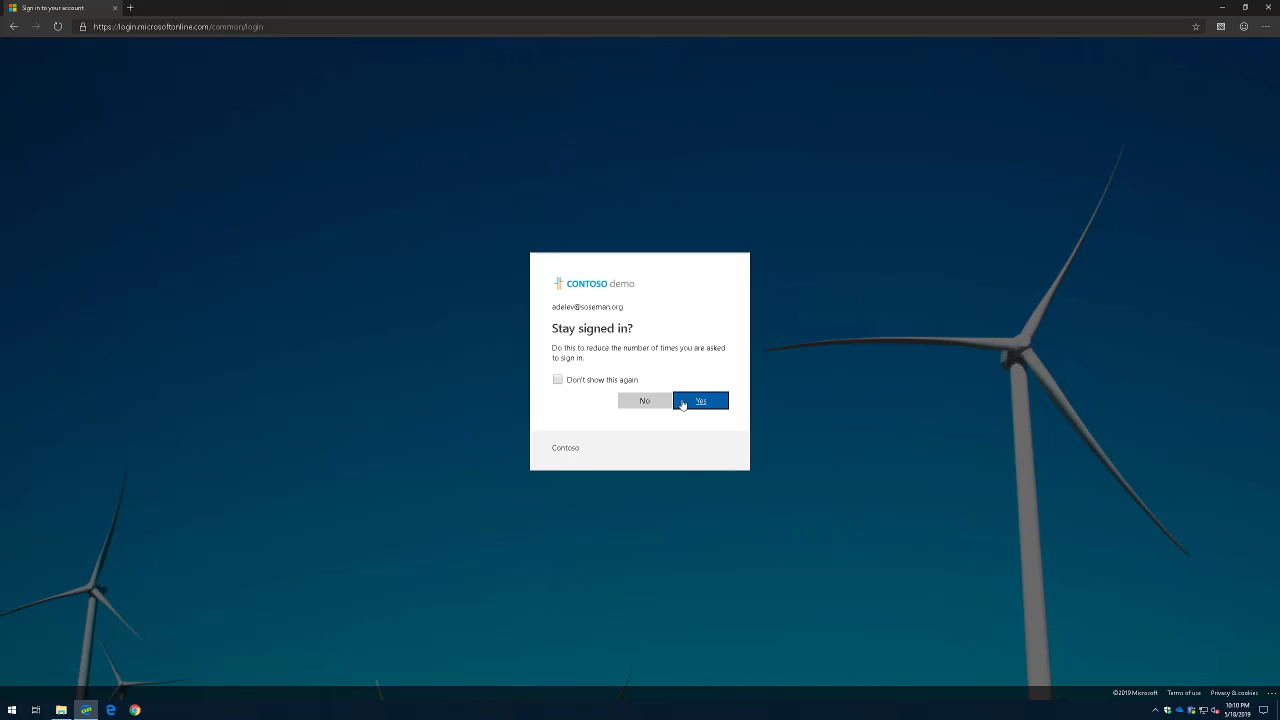 Sign in to your account
https://login.microsoftonline.com/common/login
CONTOSO demo
adelev@soseman.org
Stay signed in?
Do this to reduce the number of times you are asked
to sign in.
Don't show this again
No
Yes
Contoso
©2019 Microsoft
Terms of use
Privacy & cookies
10:10 PM
5/18/2019